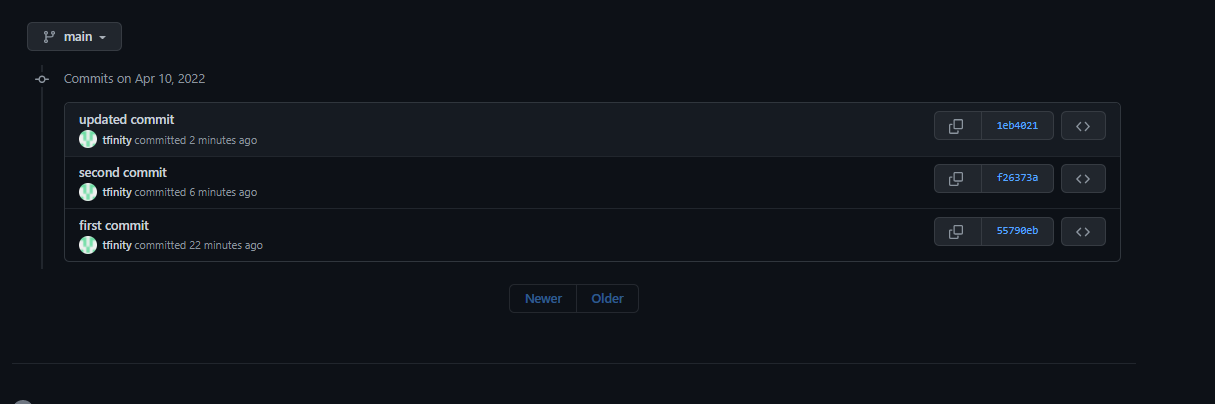 main
Commits on Apr 10, 2022
updated commit
tfinity committed 2 minutes ago
1eb4021
second commit
tfinity committed 6 minutes ago
f26373a
first commit
tfinity committed 22 minutes ago
55790eb
Newer Older